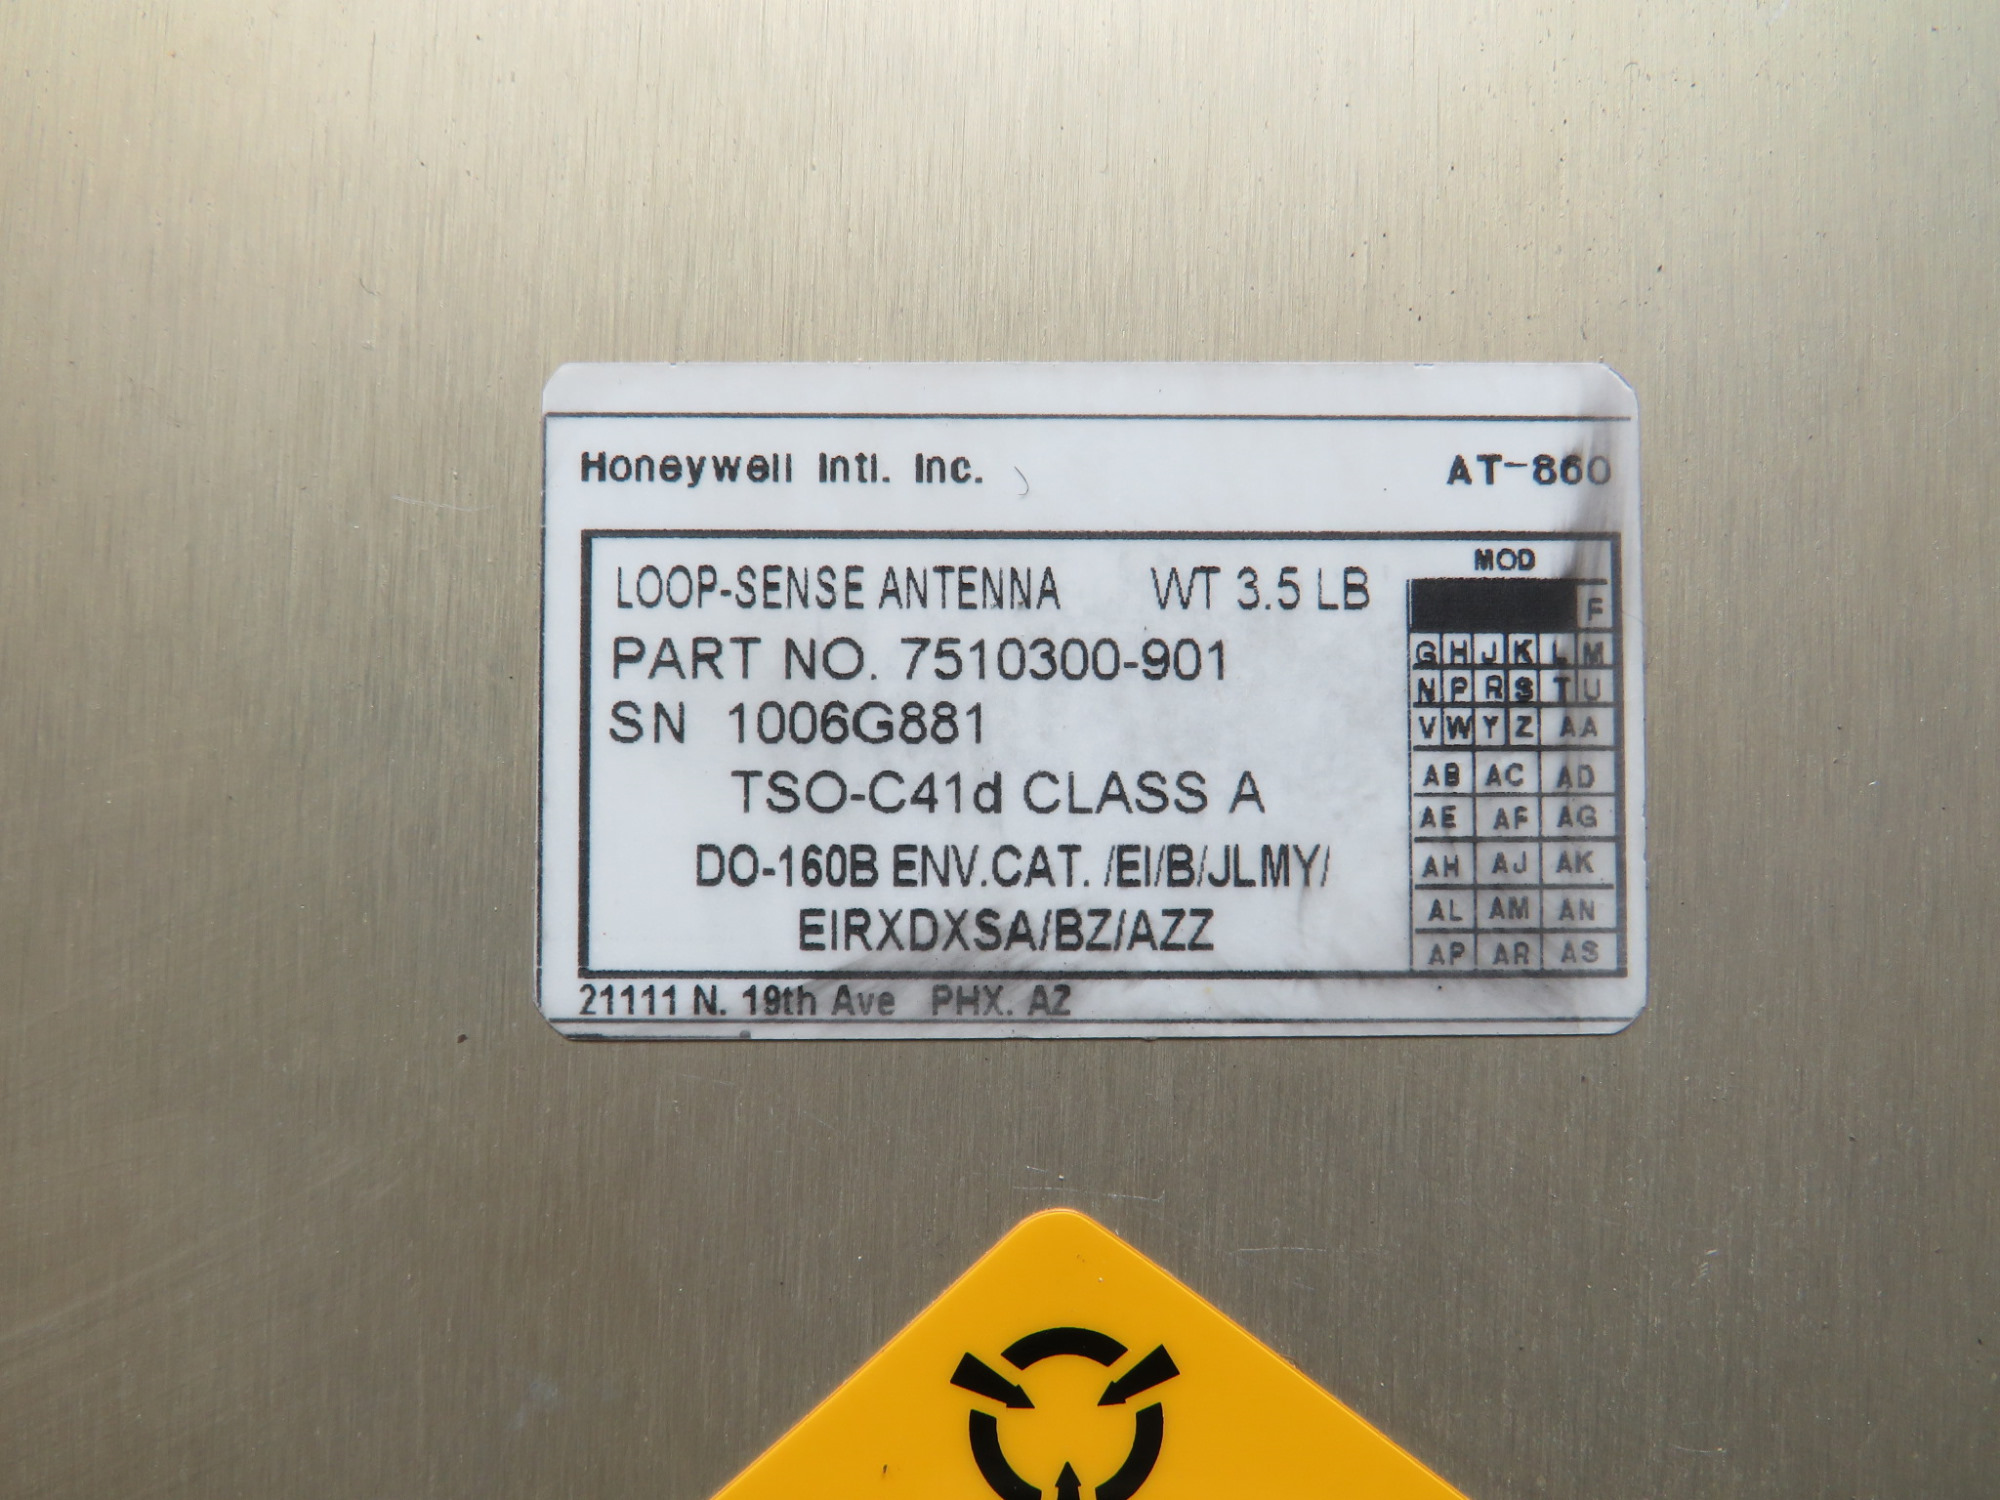 Honeywell Intl. Inc. AT-860
LOOP-SENSE ANTENNA WT 3.5 LB
PART NO. 7510300-901
SN 1006G881
TSO-C41d CLASS A
DO-160B ENV.CAT. /EI/B/JLMY/
EIRXDXSA/BZ/AZZ
MOD
F
G H J K L M
N P R S T U
V W Y Z AA
AB AC AD
AE AF AG
AH AJ AK
AL AM AN
AP AR AS
21111 N. 19th Ave PHX. AZ